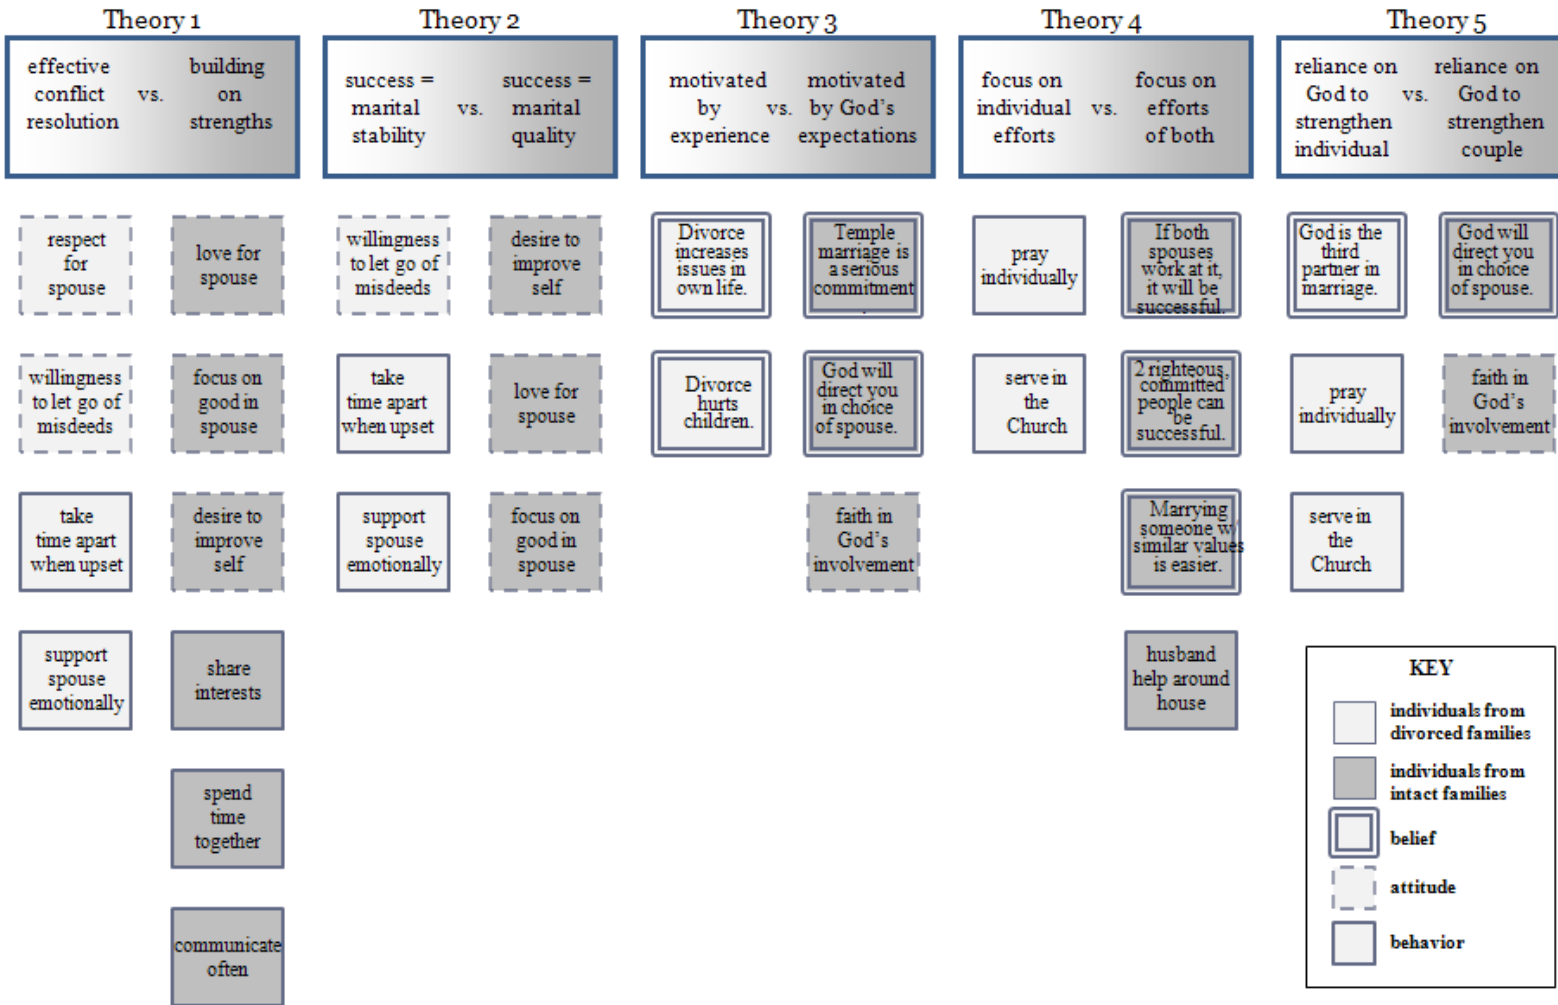 Theory 1
effective
conflict
resolution
vs.
building
on
strengths
respect
for
spouse
love for
spouse
willingness
to let go of
misdeeds
focus on
good in
spouse
take
time apart
when upset
desire to
improve
self
support
spouse
emotionally
share
interests
spend
time
together
communicate
often
Theory 2
success =
marital
stability
vs.
success =
marital
quality
willingness
to let go of
misdeeds
desire to
improve
self
take
time apart
when upset
love for
spouse
support
spouse
emotionally
focus on
good in
spouse
Theory 3
motivated
by
experience
vs.
motivated
by God's
expectations
Divorce
increases
issues in
own life.
Temple
marriage is
a serious
commitment
.
Divorce
hurts
children.
God will
direct you
in choice
of spouse.
faith in
God's
involvement
Theory 4
focus on
individual
efforts
vs.
focus on
efforts
of both
pray
individually
If both
spouses
work at it,
it will be
successful.
serve in
the
Church
2 righteous,
committed
people can
be
successful.
Marrying
someone w/
similar values
is easier.
husband
help around
house
Theory 5
reliance on
God to
strengthen
individual
vs.
reliance on
God to
strengthen
couple
God is the
third
partner in
marriage.
God will
direct you
in choice
of spouse.
pray
individually
faith in
God's
involvement
serve in
the
Church
KEY
individuals from
divorced families
individuals from
intact families
belief
attitude
behavior